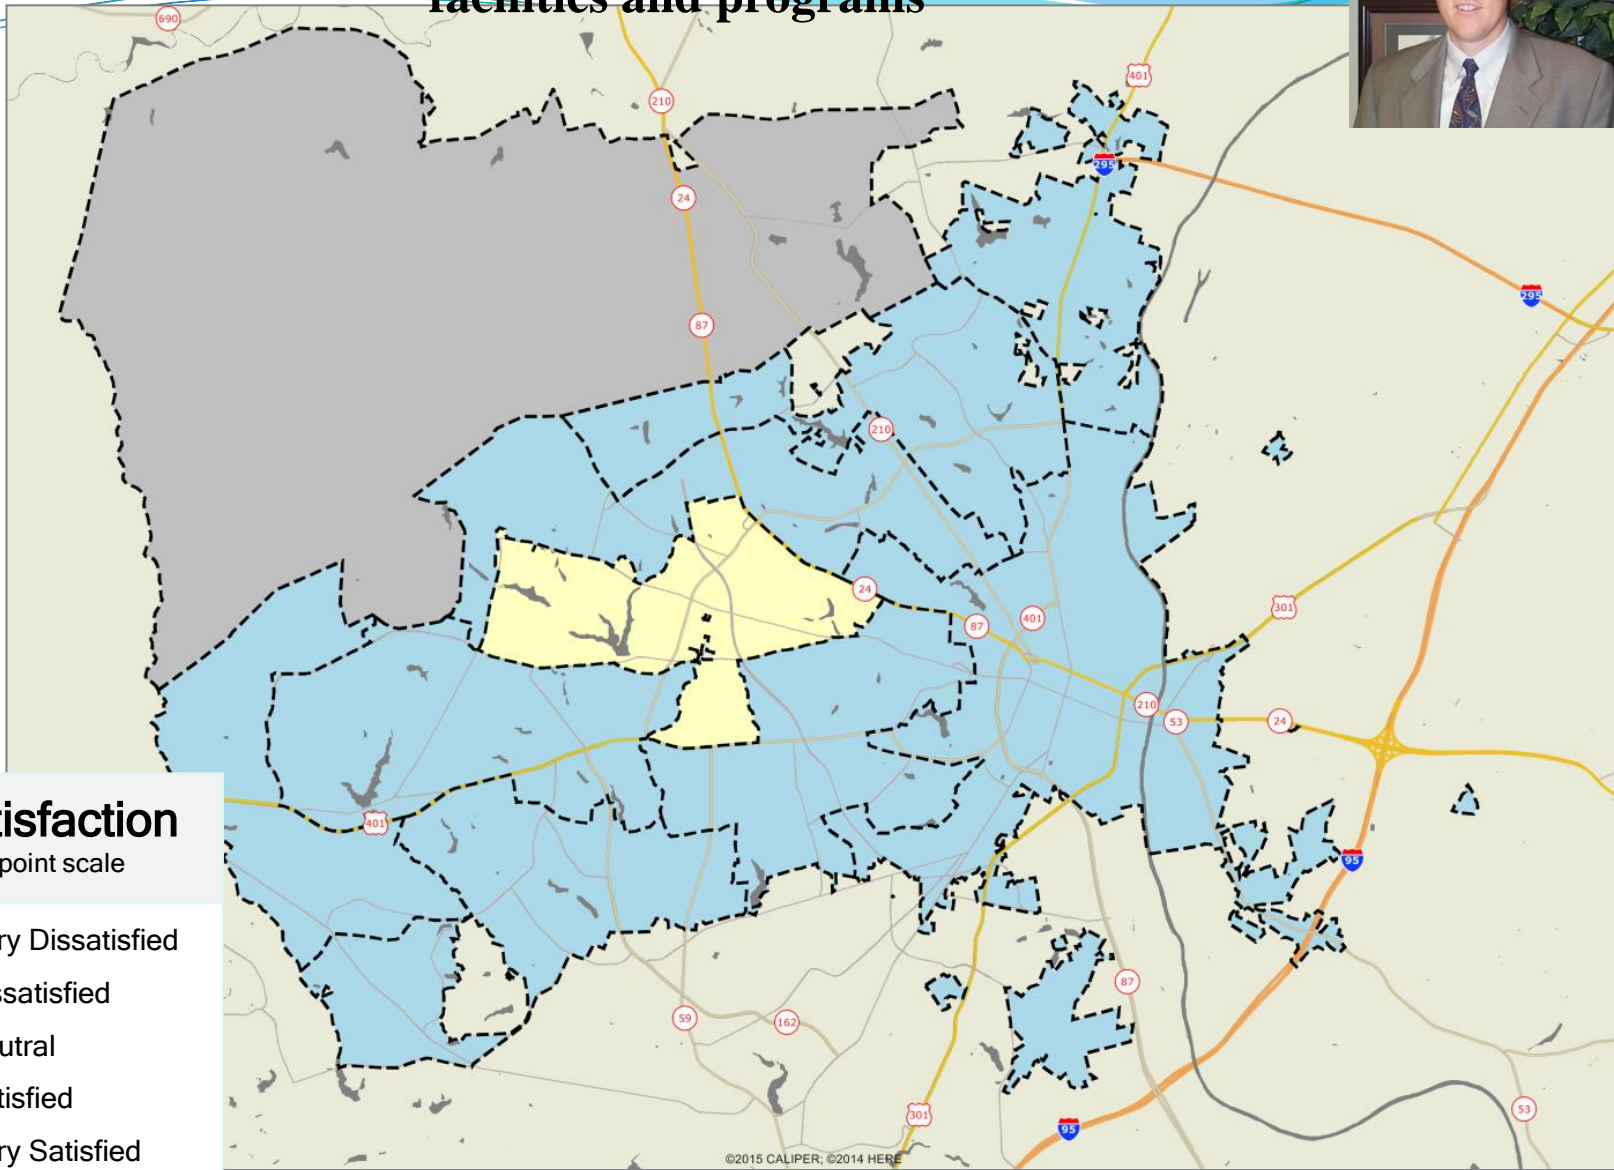 facilities and programs
690
210
401
295
24
295
87
210
24
301
87
401
210
53
24
401
95
87
59
162
301
95
53
tisfaction
point scale
ry Dissatisfied
ssatisfied
utral
tisfied
ry Satisfied
©2015 CALIPER; ©2014 HERE